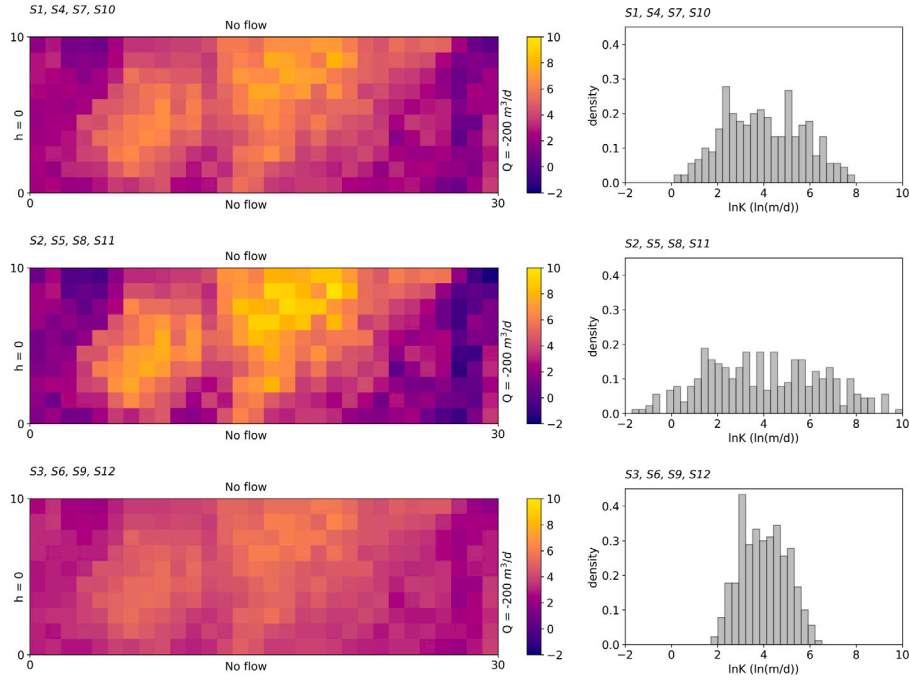 S1, S4, S7, S10
No flow
10
h = 0
0
0
No flow
30
10
8
6
4
2
0
−2
Q = -200 m³/d
S1, S4, S7, S10
density
0.4
0.3
0.2
0.1
0.0
−2 0 2 4 6 8 10
lnK (ln(m/d))
S2, S5, S8, S11
No flow
10
h = 0
0
0
No flow
30
10
8
6
4
2
0
−2
Q = -200 m³/d
S2, S5, S8, S11
density
0.4
0.3
0.2
0.1
0.0
−2 0 2 4 6 8 10
lnK (ln(m/d))
S3, S6, S9, S12
No flow
10
h = 0
0
0
No flow
30
10
8
6
4
2
0
−2
Q = -200 m³/d
S3, S6, S9, S12
density
0.4
0.3
0.2
0.1
0.0
−2 0 2 4 6 8 10
lnK (ln(m/d))